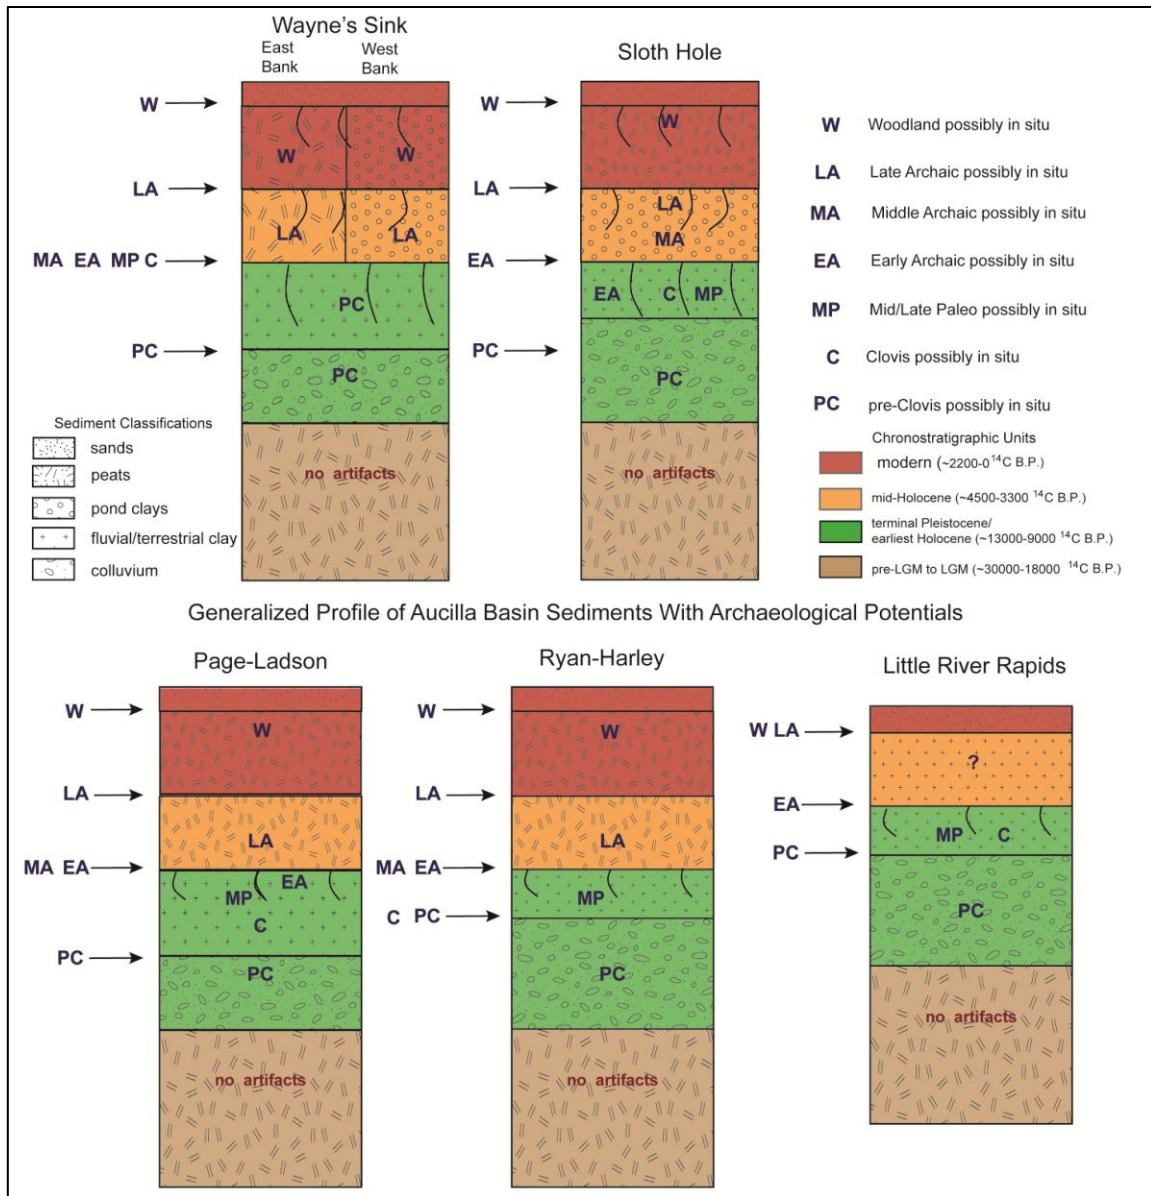 Wayne's Sink
East
Bank
West
Bank
W
W
W
LA
LA
LA
MA EA MP C
PC
PC
PC
no artifacts
Sloth Hole
W
W
LA
LA
MA
EA
EA C MP
PC
PC
no artifacts
W Woodland possibly in situ
LA Late Archaic possibly in situ
MA Middle Archaic possibly in situ
EA Early Archaic possibly in situ
MP Mid/Late Paleo possibly in situ
C Clovis possibly in situ
PC pre-Clovis possibly in situ
Sediment Classifications
sands
peats
pond clays
fluvial/terrestrial clay
colluvium
Chronostratigraphic Units
modern (~2200-0 ¹⁴C B.P.)
mid-Holocene (~4500-3300 ¹⁴C B.P.)
terminal Pleistocene/
earliest Holocene (~13000-9000 ¹⁴C B.P.)
pre-LGM to LGM (~30000-18000 ¹⁴C B.P.)
Generalized Profile of Aucilla Basin Sediments With Archaeological Potentials
Page-Ladson
W
W
LA
LA
MA EA
EA
MP
C
PC
PC
no artifacts
Ryan-Harley
W
W
LA
LA
MA EA
MP
C PC
PC
no artifacts
Little River Rapids
W LA
?
EA
MP C
PC
PC
no artifacts